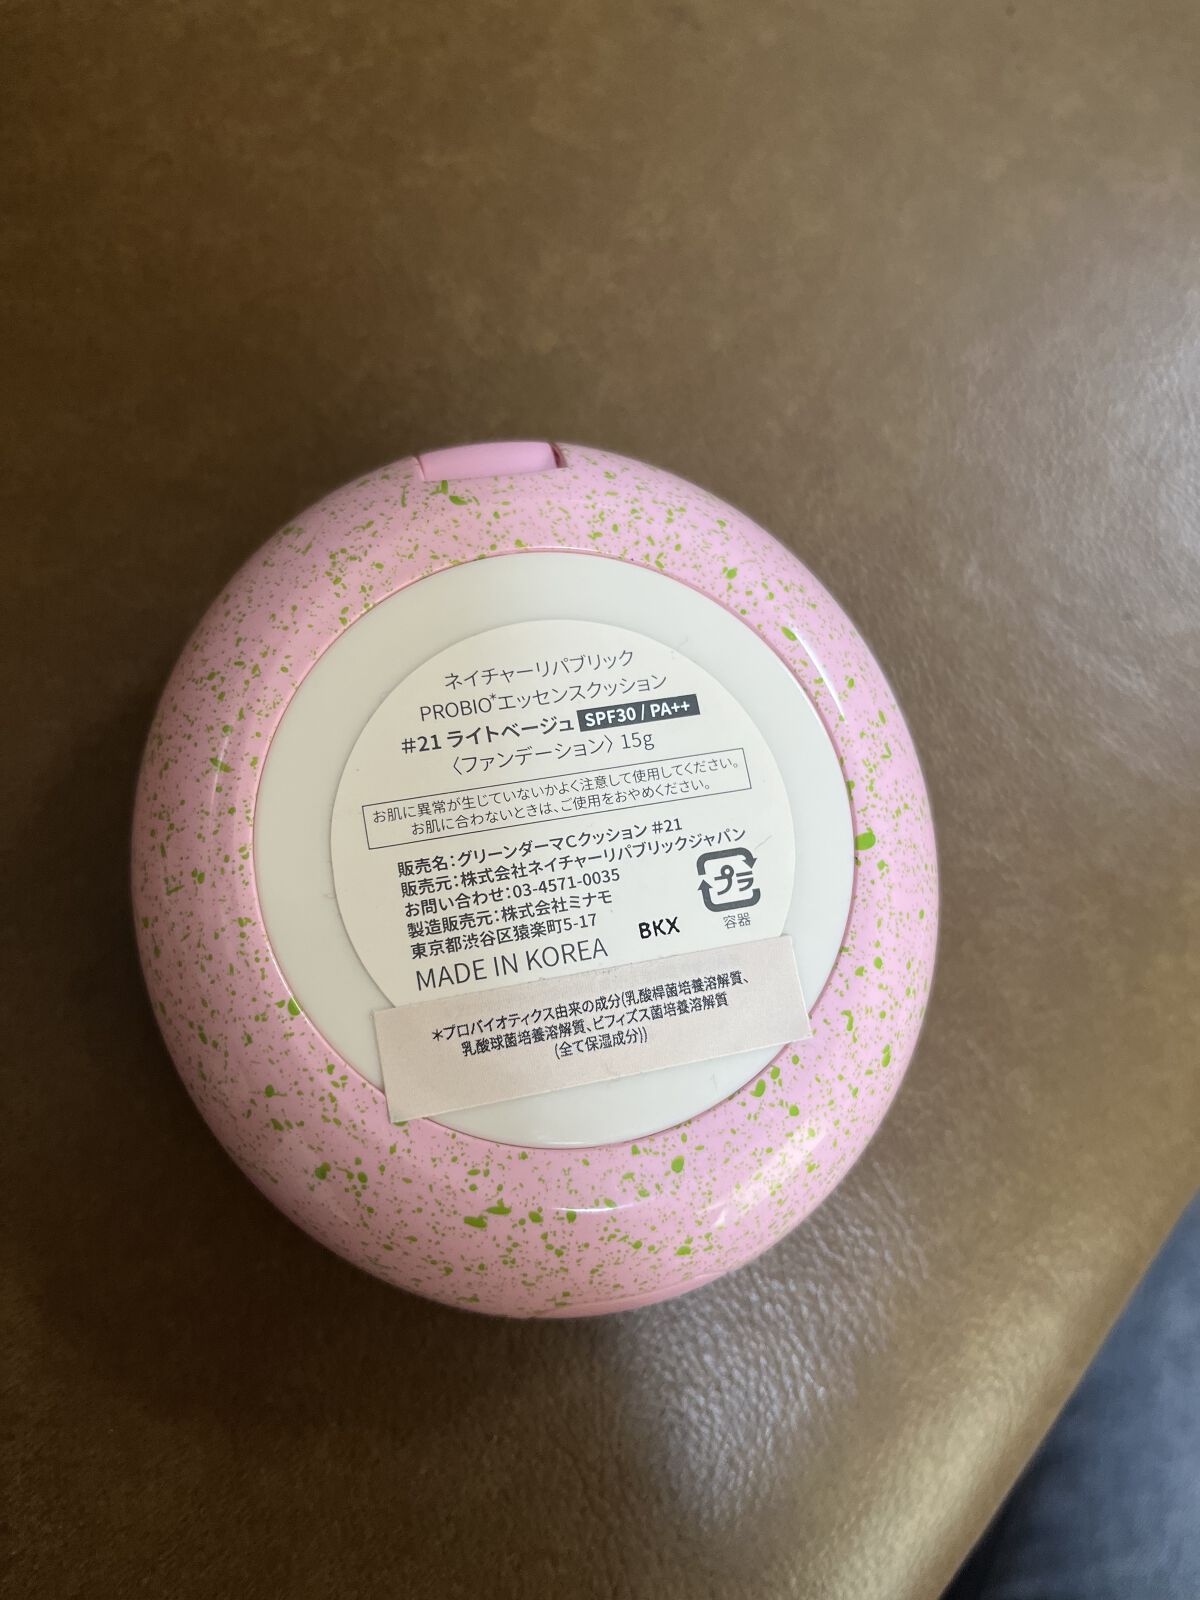 ネイチャーリパブリック
PROBIO*エッセンスクッション
#21 ライトベージュ SPF30 / PA++
〈ファンデーション〉 15g
お肌に異常が生じていないかよく注意して使用してください。
お肌に合わないときは、ご使用をおやめください。
販売名:グリーンダーマCクッション #21
販売元:株式会社ネイチャーリパブリックジャパン
お問い合わせ:03-4571-0035
製造販売元:株式会社ミナモ
東京都渋谷区猿楽町5-17
MADE IN KOREA
BKX
プラ
容器
*プロバイオティクス由来の成分(乳酸桿菌培養溶解質、
乳酸球菌培養溶解質、ビフィズス菌培養溶解質
(全て保湿成分))